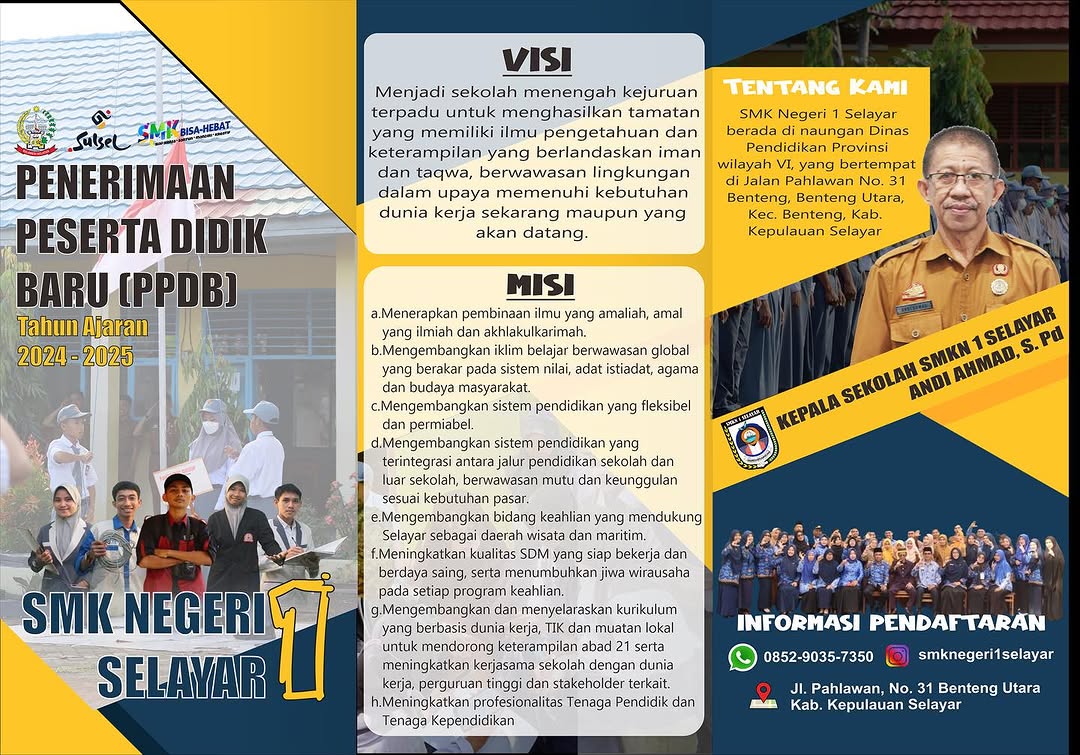 Sulsel
SMK BISA-HEBAT
PENERIMAAN
PESERTA DIDIK
BARU (PPDB)
Tahun Ajaran
2024 - 2025
SMK NEGERI 1
SELAYAR
VISI
Menjadi sekolah menengah kejuruan
terpadu untuk menghasilkan tamatan
yang memiliki ilmu pengetahuan dan
keterampilan yang berlandaskan iman
dan taqwa, berwawasan lingkungan
dalam upaya memenuhi kebutuhan
dunia kerja sekarang maupun yang
akan datang.
MISI
a.Menerapkan pembinaan ilmu yang amaliah, amal
yang ilmiah dan akhlakulkarimah.
b.Mengembangkan iklim belajar berwawasan global
yang berakar pada sistem nilai, adat istiadat, agama
dan budaya masyarakat.
c.Mengembangkan sistem pendidikan yang fleksibel
dan permiabel.
d.Mengembangkan sistem pendidikan yang
terintegrasi antara jalur pendidikan sekolah dan
luar sekolah, berwawasan mutu dan keunggulan
sesuai kebutuhan pasar.
e.Mengembangkan bidang keahlian yang mendukung
Selayar sebagai daerah wisata dan maritim.
f.Meningkatkan kualitas SDM yang siap bekerja dan
berdaya saing, serta menumbuhkan jiwa wirausaha
pada setiap program keahlian.
g.Mengembangkan dan menyelaraskan kurikulum
yang berbasis dunia kerja, TIK dan muatan lokal
untuk mendorong keterampilan abad 21 serta
meningkatkan kerjasama sekolah dengan dunia
kerja, perguruan tinggi dan stakeholder terkait.
h.Meningkatkan profesionalitas Tenaga Pendidik dan
Tenaga Kependidikan
TENTANG KAMI
SMK Negeri 1 Selayar
berada di naungan Dinas
Pendidikan Provinsi
wilayah VI, yang bertempat
di Jalan Pahlawan No. 31
Benteng, Benteng Utara,
Kec. Benteng, Kab.
Kepulauan Selayar
KEPALA SEKOLAH SMKN 1 SELAYAR
ANDI AHMAD, S. Pd
SMKN 1 SELAYAR
INFORMASI PENDAFTARAN
0852-9035-7350 smknegeri1selayar
Jl. Pahlawan, No. 31 Benteng Utara
Kab. Kepulauan Selayar